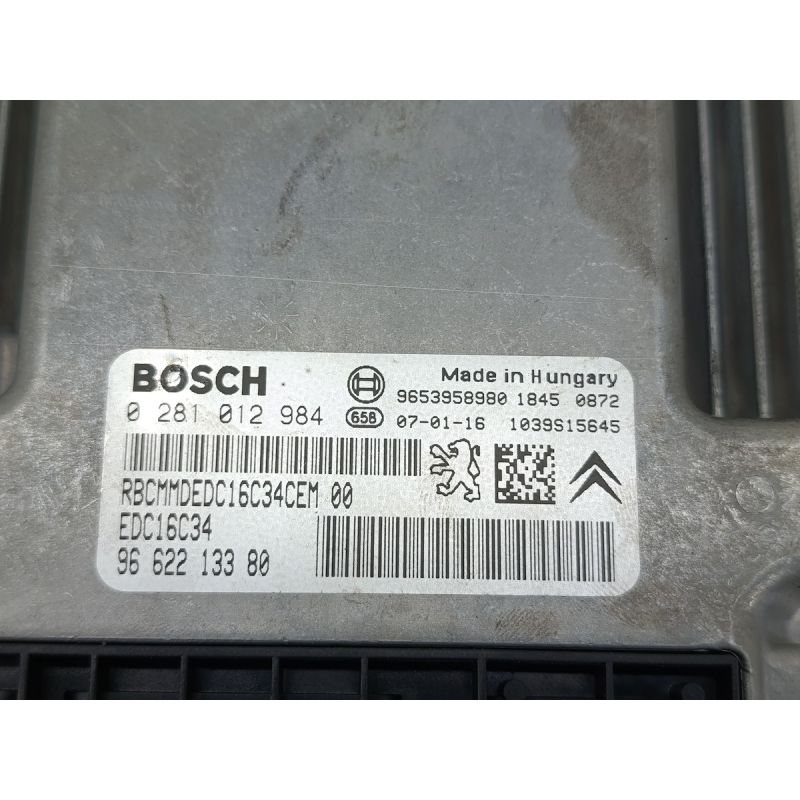 BOSCH
Made in Hungary
9653958980 1845 0872
0 281 012 984
658 07-01-16 1039S15645
RBCMMDEDC16C34CEM 00
EDC16C34
96 622 133 80